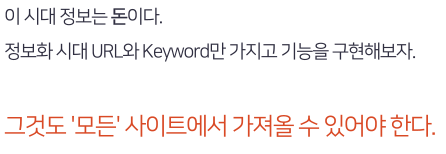 이 시대 정보는 돈이다.
정보화 시대 URL와 Keyword만 가지고 기능을 구현해보자.
그것도 '모든' 사이트에서 가져올 수 있어야 한다.